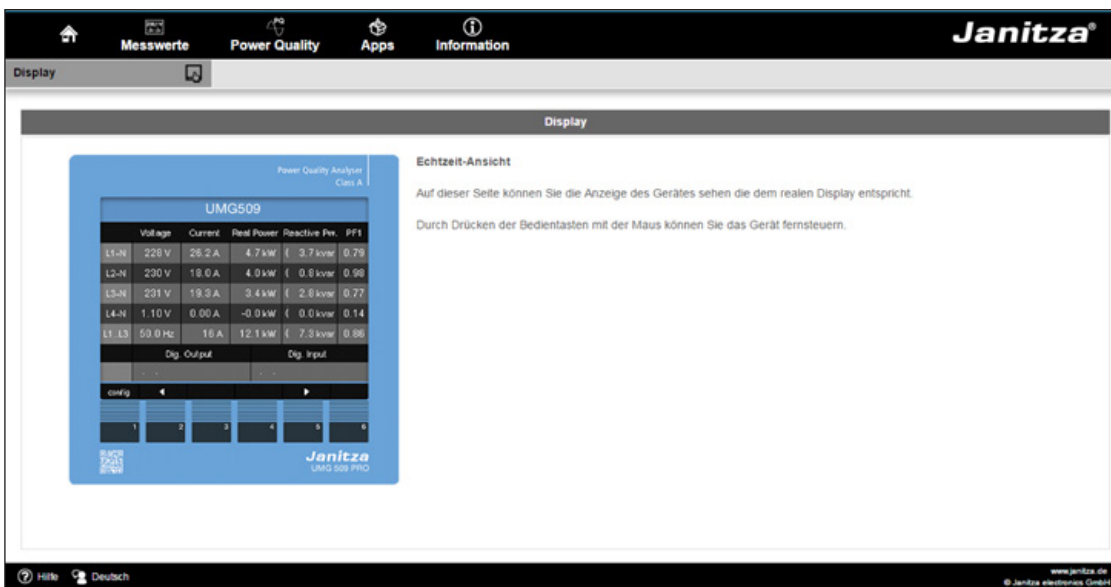 Messwerte
PQ
Power Quality
Apps
Information
Janitza®
Display
Display
Power Quality Analyser
Class A
UMG509
Voltage Current Real Power Reactive Pwr. PF1
L1-N 228 V 26.2 A 4.7 kW ( 3.7 kvar 0.79
L2-N 230 V 18.0 A 4.0 kW ( 0.8 kvar 0.98
L3-N 231 V 19.3 A 3.4 kW ( 2.8 kvar 0.77
L4-N 1.10 V 0.00 A -0.0 kW ( 0.0 kvar 0.14
L1..L3 50.0 Hz 16 A 12.1 kW ( 7.3 kvar 0.86
Dig. Output Dig. Input
config
1 2 3 4 5 6
Janitza
UMG 509 PRO
Echtzeit-Ansicht
Auf dieser Seite können Sie die Anzeige des Gerätes sehen die dem realen Display entspricht.
Durch Drücken der Bedientasten mit der Maus können Sie das Gerät fernsteuern.
Hilfe Deutsch
www.janitza.de
© Janitza electronics GmbH